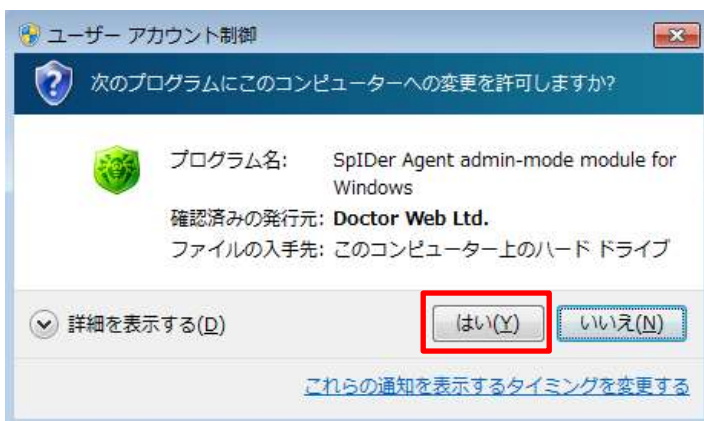 ユーザー アカウント制御
次のプログラムにこのコンピューターへの変更を許可しますか?
プログラム名: SpIDer Agent admin-mode module for
Windows
確認済みの発行元: Doctor Web Ltd.
ファイルの入手先: このコンピューター上のハード ドライブ
詳細を表示する(D)
はい(Y)
いいえ(N)
これらの通知を表示するタイミングを変更する